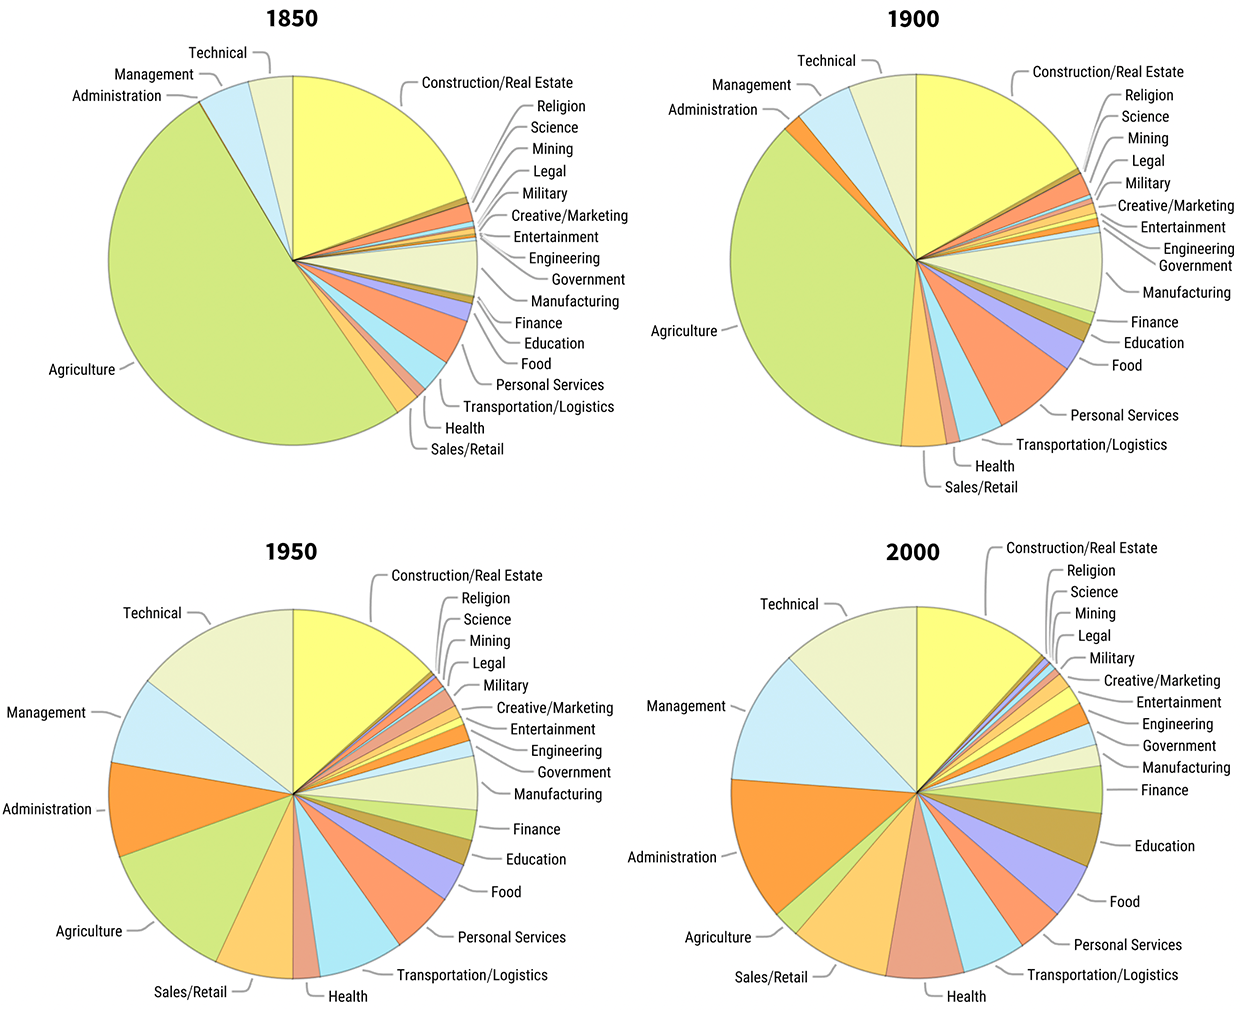 1850
Technical
Management
Administration
Construction/Real Estate
Religion
Science
Mining
Legal
Military
Creative/Marketing
Entertainment
Engineering
Government
Manufacturing
Finance
Education
Food
Personal Services
Transportation/Logistics
Health
Sales/Retail
Agriculture
1900
Technical
Management
Administration
Construction/Real Estate
Religion
Science
Mining
Legal
Military
Creative/Marketing
Entertainment
Engineering
Government
Manufacturing
Finance
Education
Food
Personal Services
Transportation/Logistics
Health
Sales/Retail
Agriculture
1950
Technical
Management
Administration
Construction/Real Estate
Religion
Science
Mining
Legal
Military
Creative/Marketing
Entertainment
Engineering
Government
Manufacturing
Finance
Education
Food
Personal Services
Transportation/Logistics
Health
Sales/Retail
Agriculture
2000
Technical
Management
Administration
Construction/Real Estate
Religion
Science
Mining
Legal
Military
Creative/Marketing
Entertainment
Engineering
Government
Manufacturing
Finance
Education
Food
Personal Services
Transportation/Logistics
Health
Sales/Retail
Agriculture